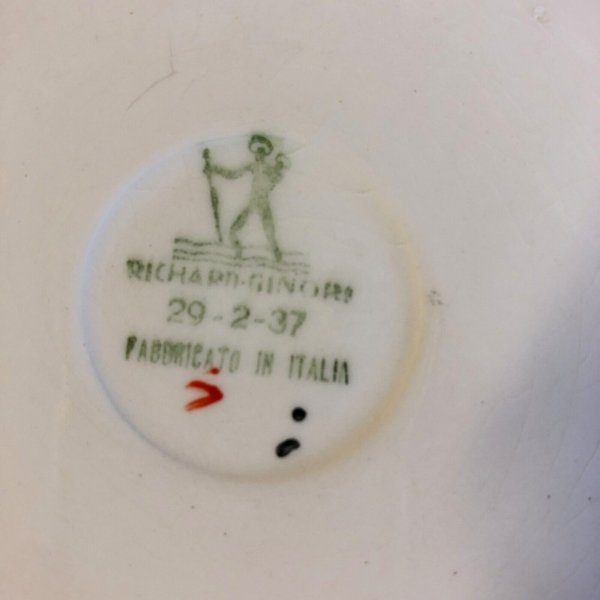 RICHARD-GINORI
29-2-37
FABBRICATO IN ITALIA